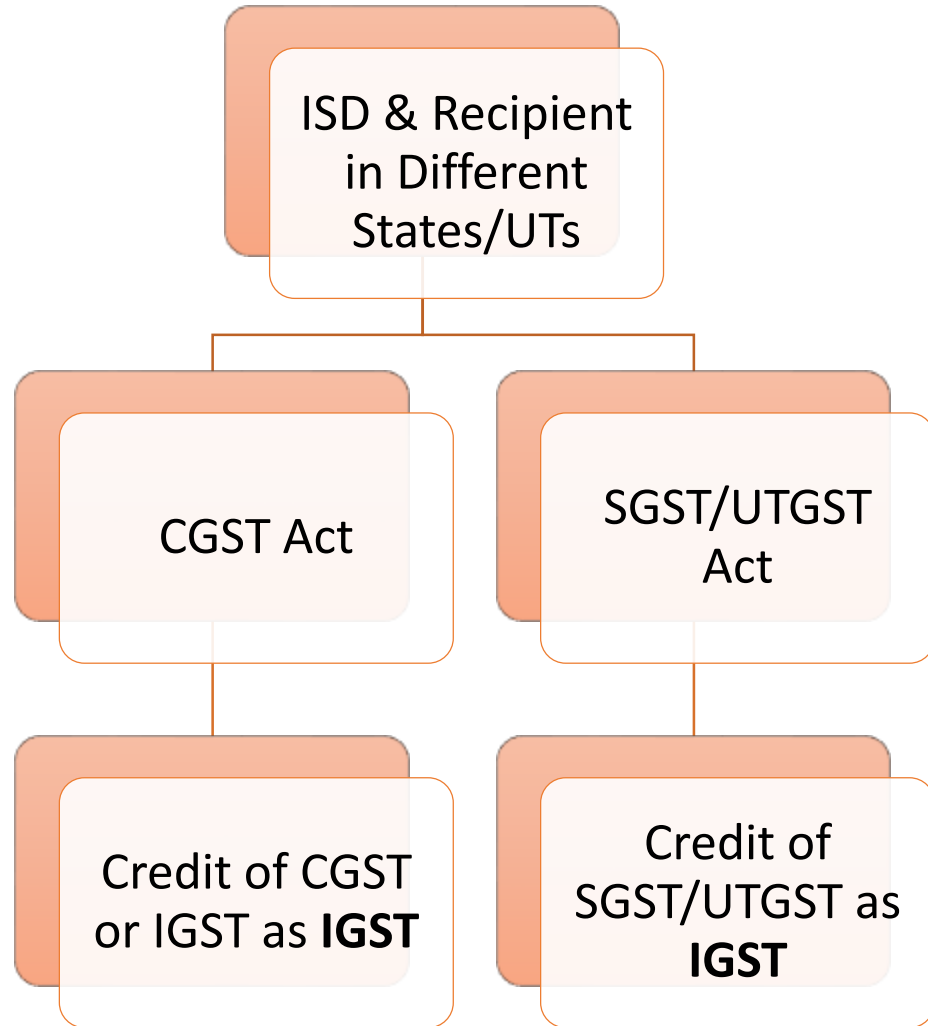 ISD & Recipient
in Different
States/UTs
CGST Act
SGST/UTGST
Act
Credit of CGST
or IGST as IGST
Credit of
SGST/UTGST as
IGST